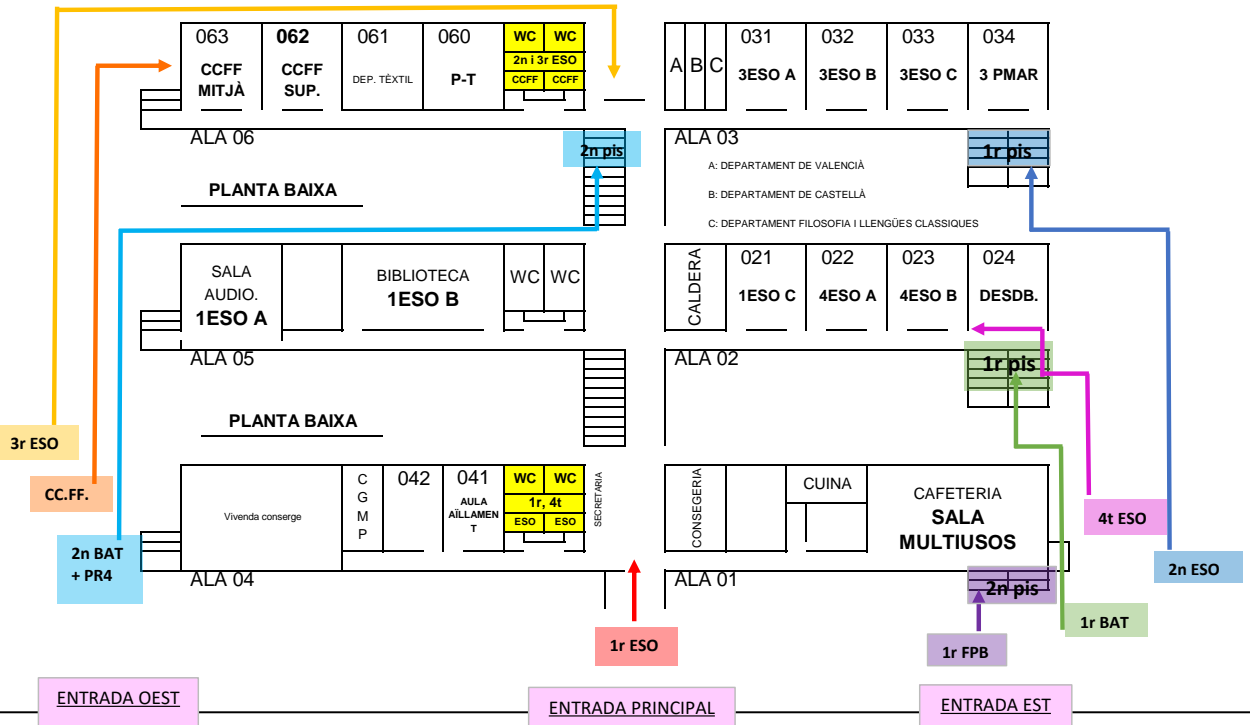 063
062
061
060
WC
WC
031
032
033
034
CCFF
MITJÀ
CCFF
SUP.
DEP. TÈXTIL
P-T
2n i 3r ESO
CCFF
CCFF
A
B
C
3ESO A
3ESO B
3ESO C
3 PMAR
ALA 06
2n pis
ALA 03
1r pis
A: DEPARTAMENT DE VALENCIÀ
PLANTA BAIXA
B: DEPARTAMENT DE CASTELLÀ
C: DEPARTAMENT FILOSOFIA I LLENGÜES CLASSIQUES
SALA
AUDIO.
1ESO A
BIBLIOTECA
1ESO B
WC
WC
CALDERA
021
1ESO C
022
4ESO A
023
4ESO B
024
DESDB.
ALA 05
ALA 02
1r pis
PLANTA BAIXA
3r ESO
CC.FF.
Vivenda conserge
C
G
M
P
042
041
AULA
AÏLLAMEN
T
WC
WC
1r, 4t
ESO
ESO
SECRETARIA
CONSEGERIA
CUINA
CAFETERIA
SALA
MULTIUSOS
4t ESO
2n BAT
+ PR4
2n ESO
ALA 04
ALA 01
2n pis
1r BAT
1r ESO
1r FPB
ENTRADA OEST
ENTRADA PRINCIPAL
ENTRADA EST